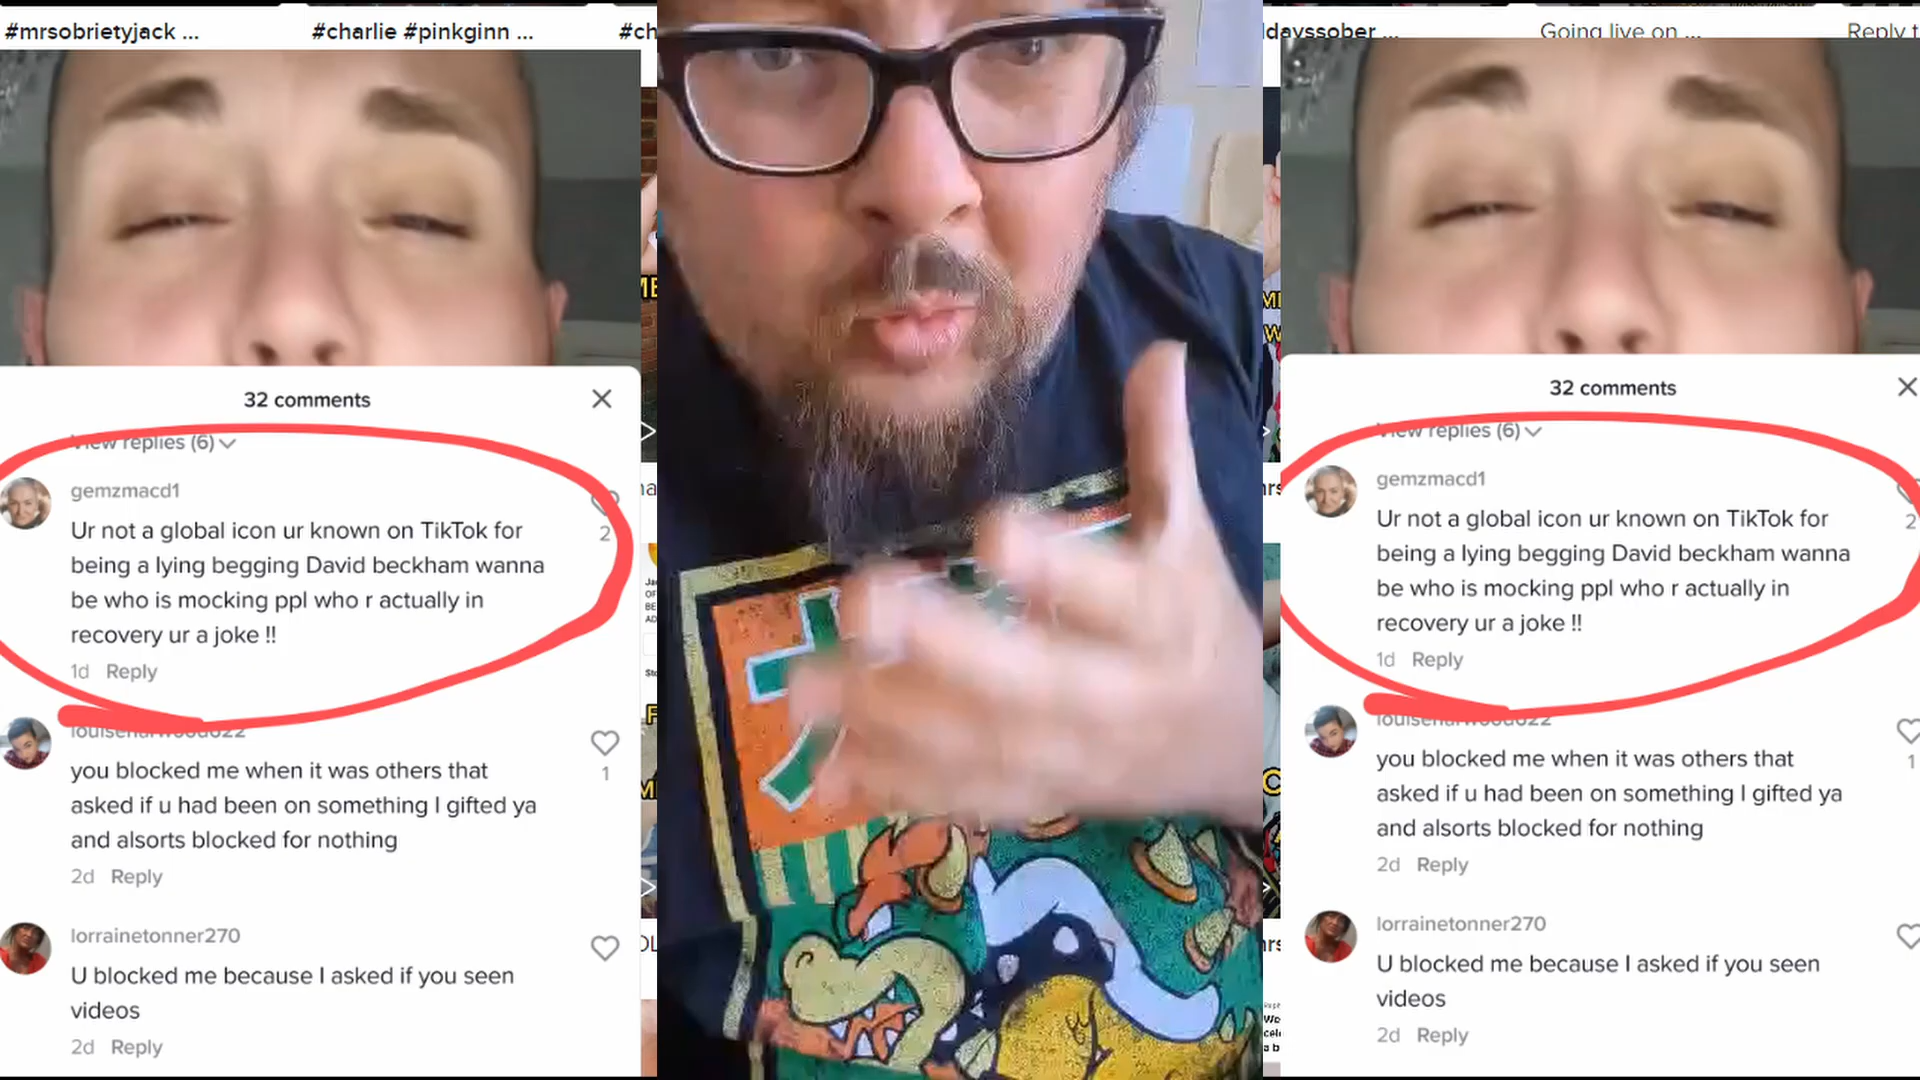 #mrsobrietyjack ...
#charlie #pinkginn ...
#ch
32 comments
View replies (6)
gemzmacd1
Ur not a global icon ur known on TikTok for
being a lying begging David beckham wanna
be who is mocking ppl who r actually in
recovery ur a joke !!
2
1d Reply
you blocked me when it was others that
asked if u had been on something I gifted ya
and alsorts blocked for nothing
1
2d Reply
lorrainetonner270
U blocked me because I asked if you seen
videos
2d Reply
ldayssober ...
Going live on ...
Reply t
32 comments
View replies (6)
gemzmacd1
Ur not a global icon ur known on TikTok for
being a lying begging David beckham wanna
be who is mocking ppl who r actually in
recovery ur a joke !!
2
1d Reply
you blocked me when it was others that
asked if u had been on something I gifted ya
and alsorts blocked for nothing
1
2d Reply
lorrainetonner270
U blocked me because I asked if you seen
videos
2d Reply